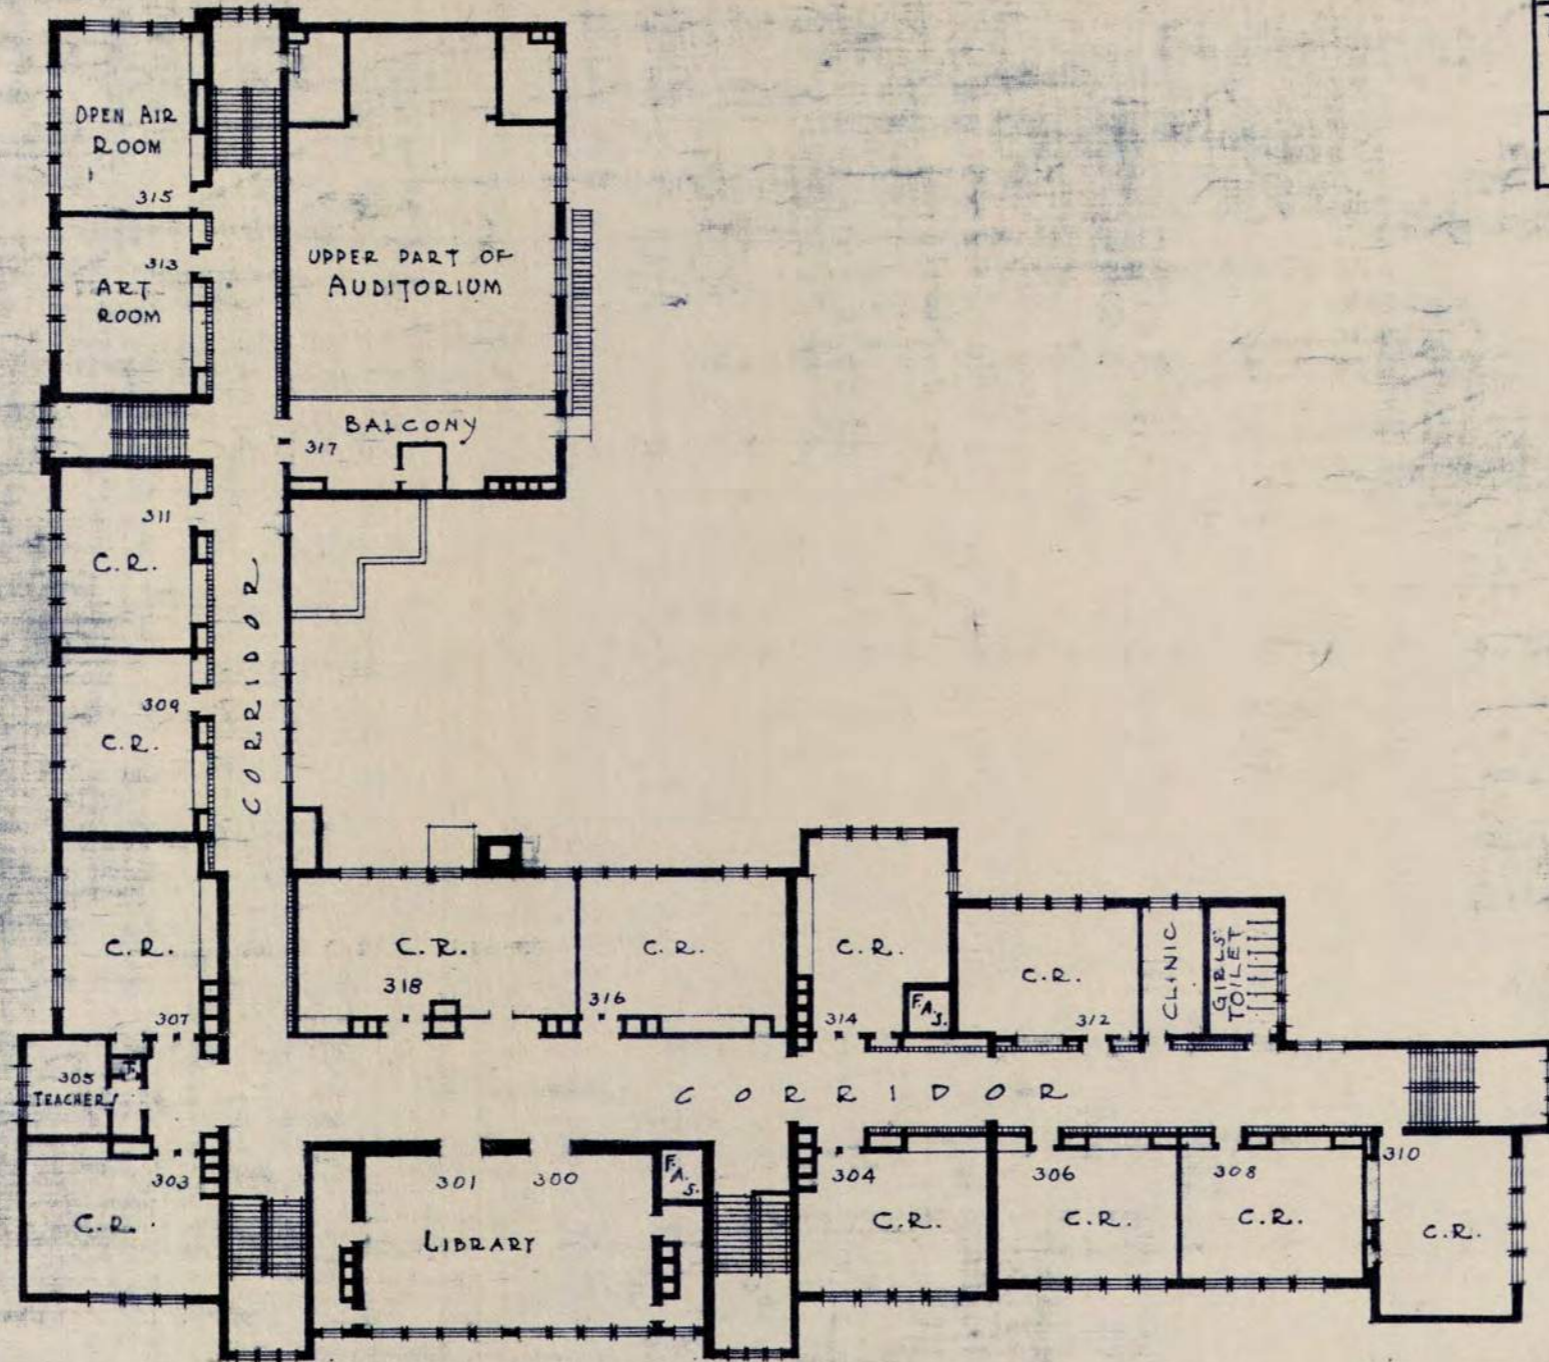 OPEN AIR
ROOM
315
313
ART
ROOM
UPPER PART OF
AUDITORIUM
BALCONY
317
311
C.R.
309
C.R.
CORRIDOR
C.R.
307
C.R.
318
C.R.
316
C.R.
314
F.A.S.
C.R.
312
CLINIC
GIRLS'
TOILET
305
TEACHERS
CORRIDOR
303
C.R.
301
300
LIBRARY
F.A.S.
304
C.R.
306
C.R.
308
C.R.
310
C.R.